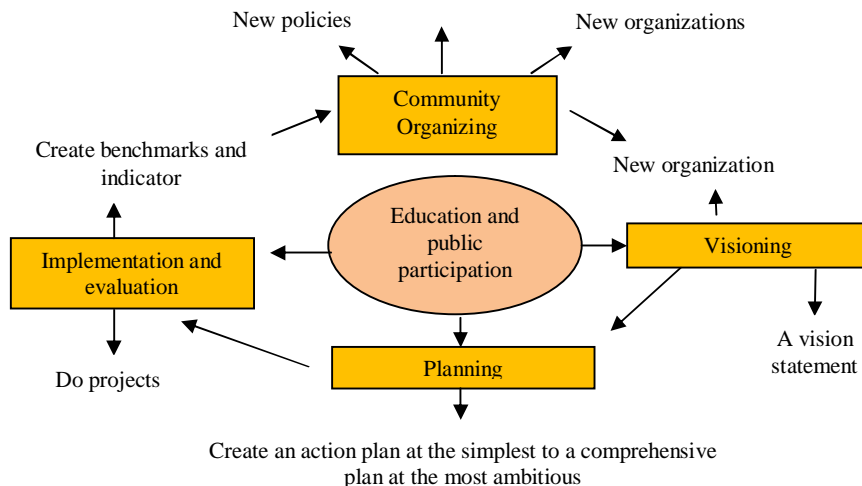 New policies
New organizations
Community
Organizing
Create benchmarks and
indicator
New organization
Education and
public
participation
Implementation and
evaluation
Visioning
A vision
statement
Planning
Do projects
Create an action plan at the simplest to a comprehensive
plan at the most ambitious